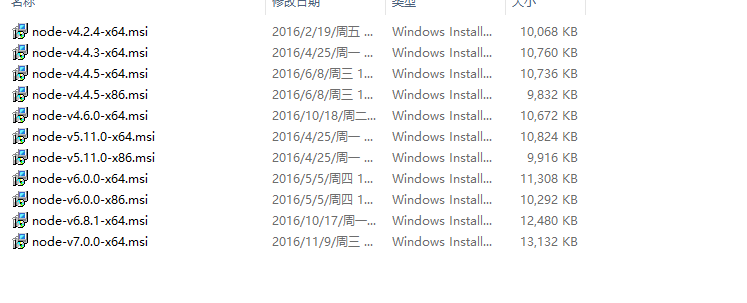 名称 修改日期 类型 大小
node-v4.2.4-x64.msi 2016/2/19/周五 ... Windows Install... 10,068 KB
node-v4.4.3-x64.msi 2016/4/25/周一 ... Windows Install... 10,760 KB
node-v4.4.5-x64.msi 2016/6/8/周三 1... Windows Install... 10,736 KB
node-v4.4.5-x86.msi 2016/6/8/周三 1... Windows Install... 9,832 KB
node-v4.6.0-x64.msi 2016/10/18/周二... Windows Install... 10,672 KB
node-v5.11.0-x64.msi 2016/4/25/周一 ... Windows Install... 10,824 KB
node-v5.11.0-x86.msi 2016/4/25/周一 ... Windows Install... 9,916 KB
node-v6.0.0-x64.msi 2016/5/5/周四 1... Windows Install... 11,308 KB
node-v6.0.0-x86.msi 2016/5/5/周四 1... Windows Install... 10,292 KB
node-v6.8.1-x64.msi 2016/10/17/周一... Windows Install... 12,480 KB
node-v7.0.0-x64.msi 2016/11/9/周三 ... Windows Install... 13,132 KB